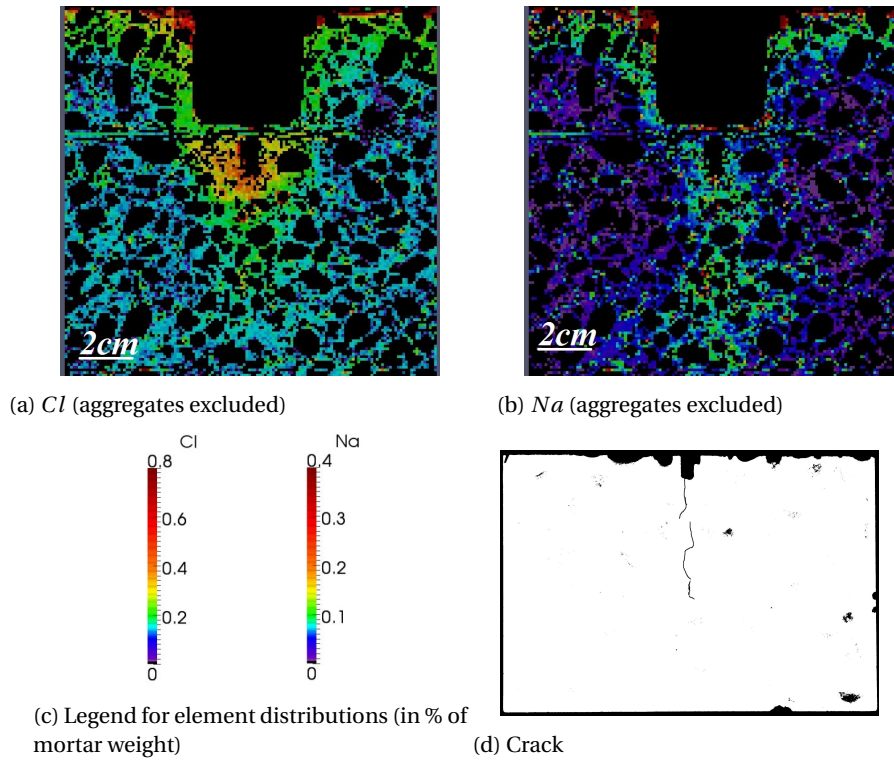 2cm
2cm
(a) Cl (aggregates excluded)
(b) Na (aggregates excluded)
Cl
Na
0.8
0.4
0.6
0.3
0.4
0.2
0.2
0.1
0
0
(c) Legend for element distributions (in % of
mortar weight)
(d) Crack